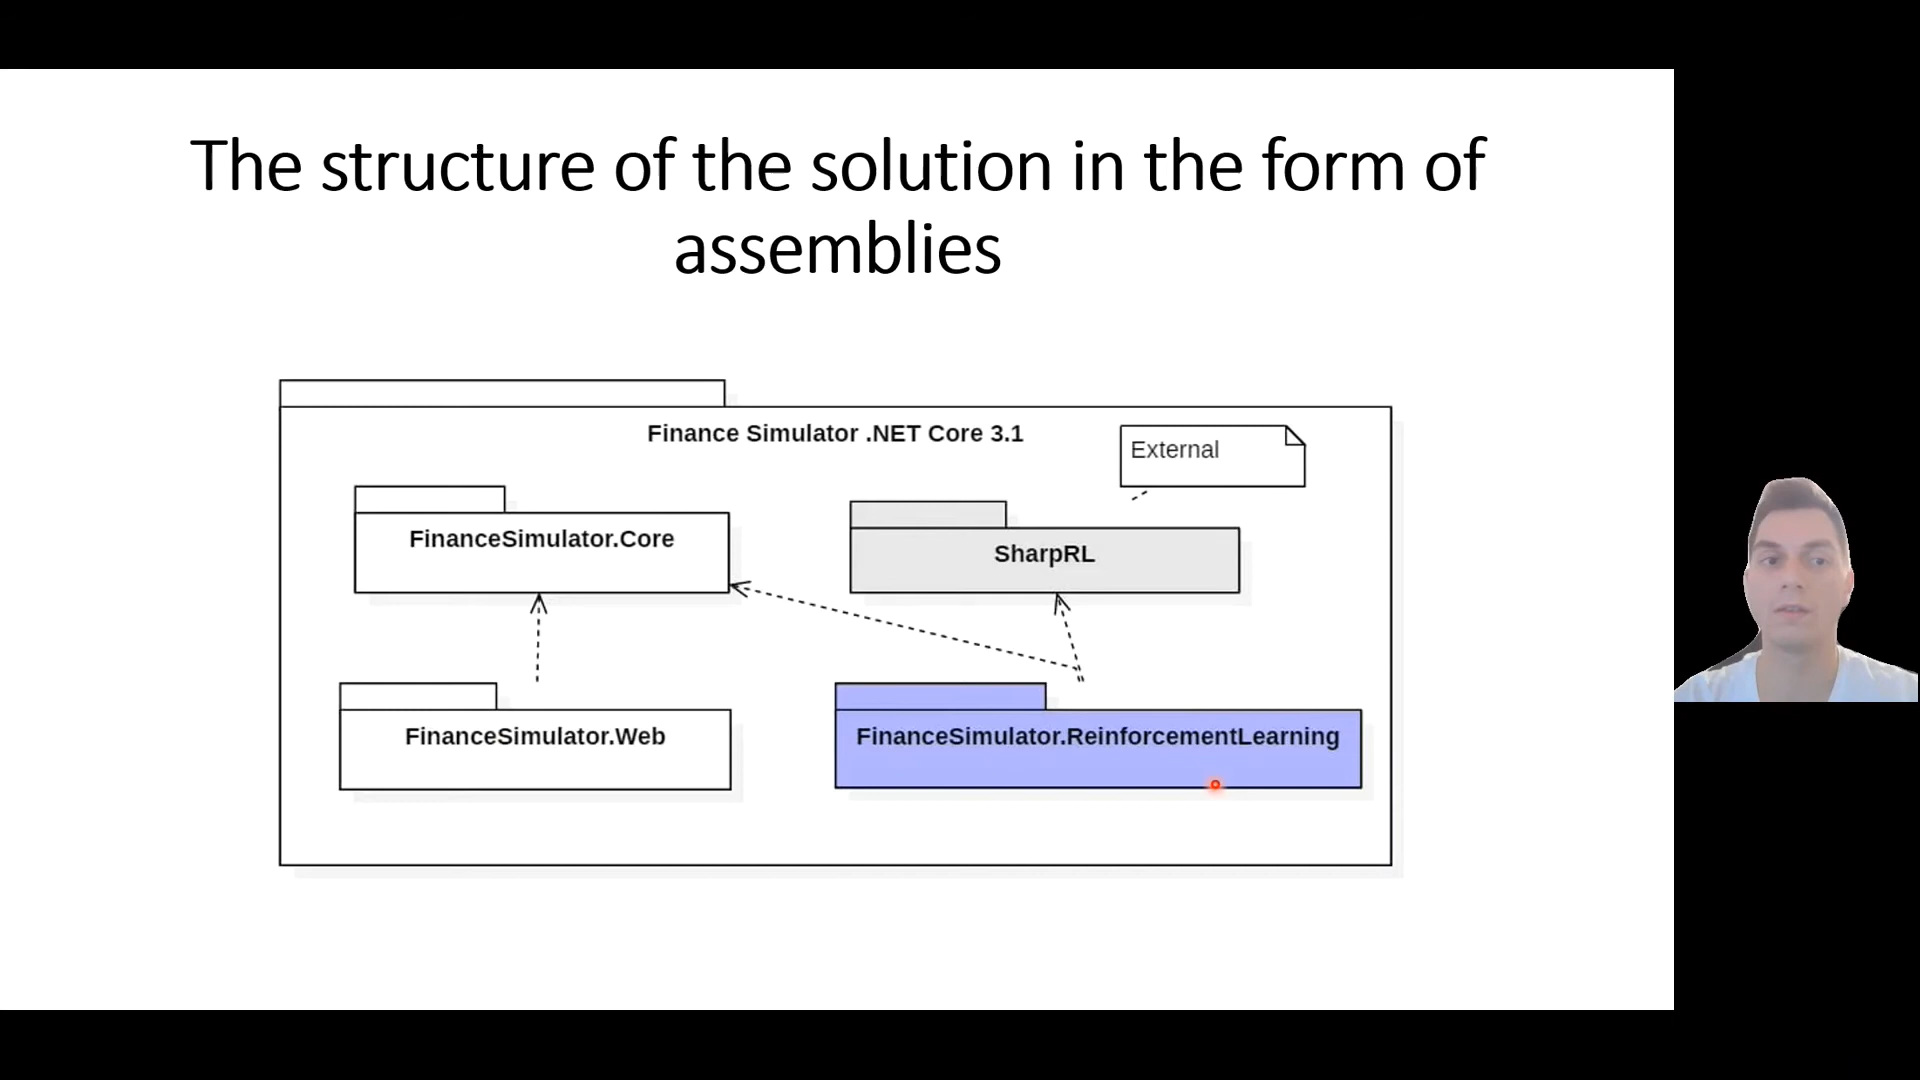 The structure of the solution in the form of
assemblies
Finance Simulator .NET Core 3.1
External
FinanceSimulator.Core
SharpRL
FinanceSimulator.Web
FinanceSimulator.ReinforcementLearning